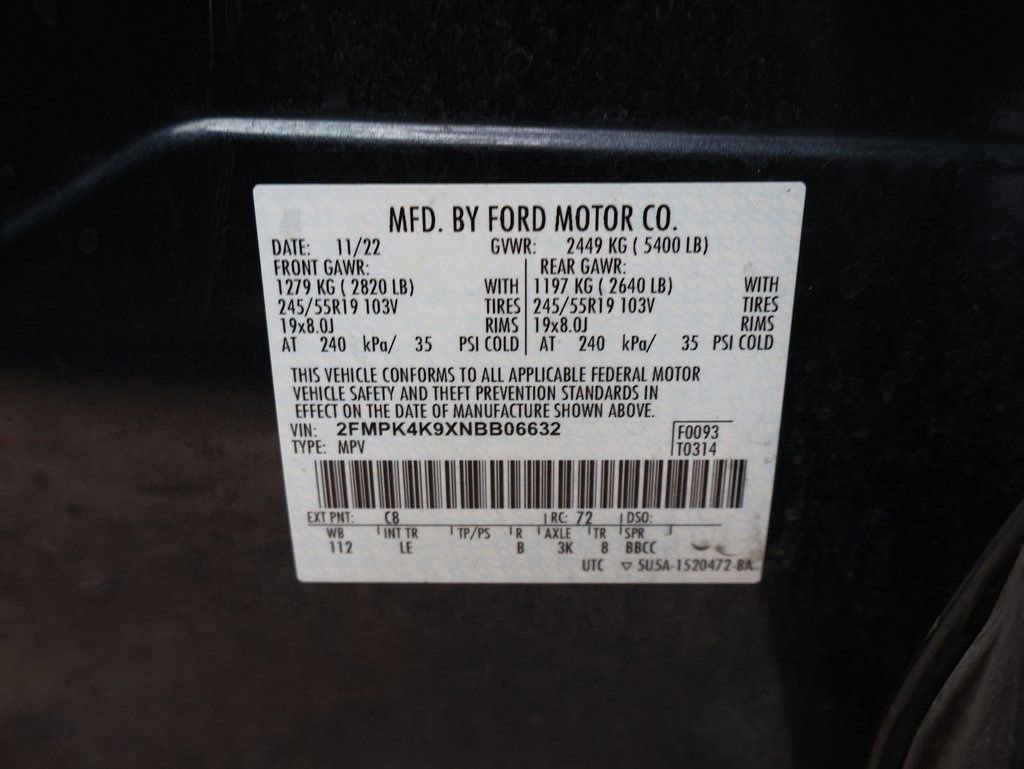 MFD. BY FORD MOTOR CO.
DATE: 11/22 GVWR: 2449 KG ( 5400 LB)
FRONT GAWR: REAR GAWR:
1279 KG ( 2820 LB) WITH 1197 KG ( 2640 LB) WITH
245/55R19 103V TIRES 245/55R19 103V TIRES
19x8.0J RIMS 19x8.0J RIMS
AT 240 kPa/ 35 PSI COLD AT 240 kPa/ 35 PSI COLD
THIS VEHICLE CONFORMS TO ALL APPLICABLE FEDERAL MOTOR
VEHICLE SAFETY AND THEFT PREVENTION STANDARDS IN
EFFECT ON THE DATE OF MANUFACTURE SHOWN ABOVE.
VIN: 2FMPK4K9XNBB06632 F0093
TYPE: MPV T0314
EXT PNT: C8 RC: 72 DSO:
WB INT TR TP/PS R AXLE TR SPR
112 LE B 3K 8 BBCC
UTC ▽ 5U5A-1520472-BA